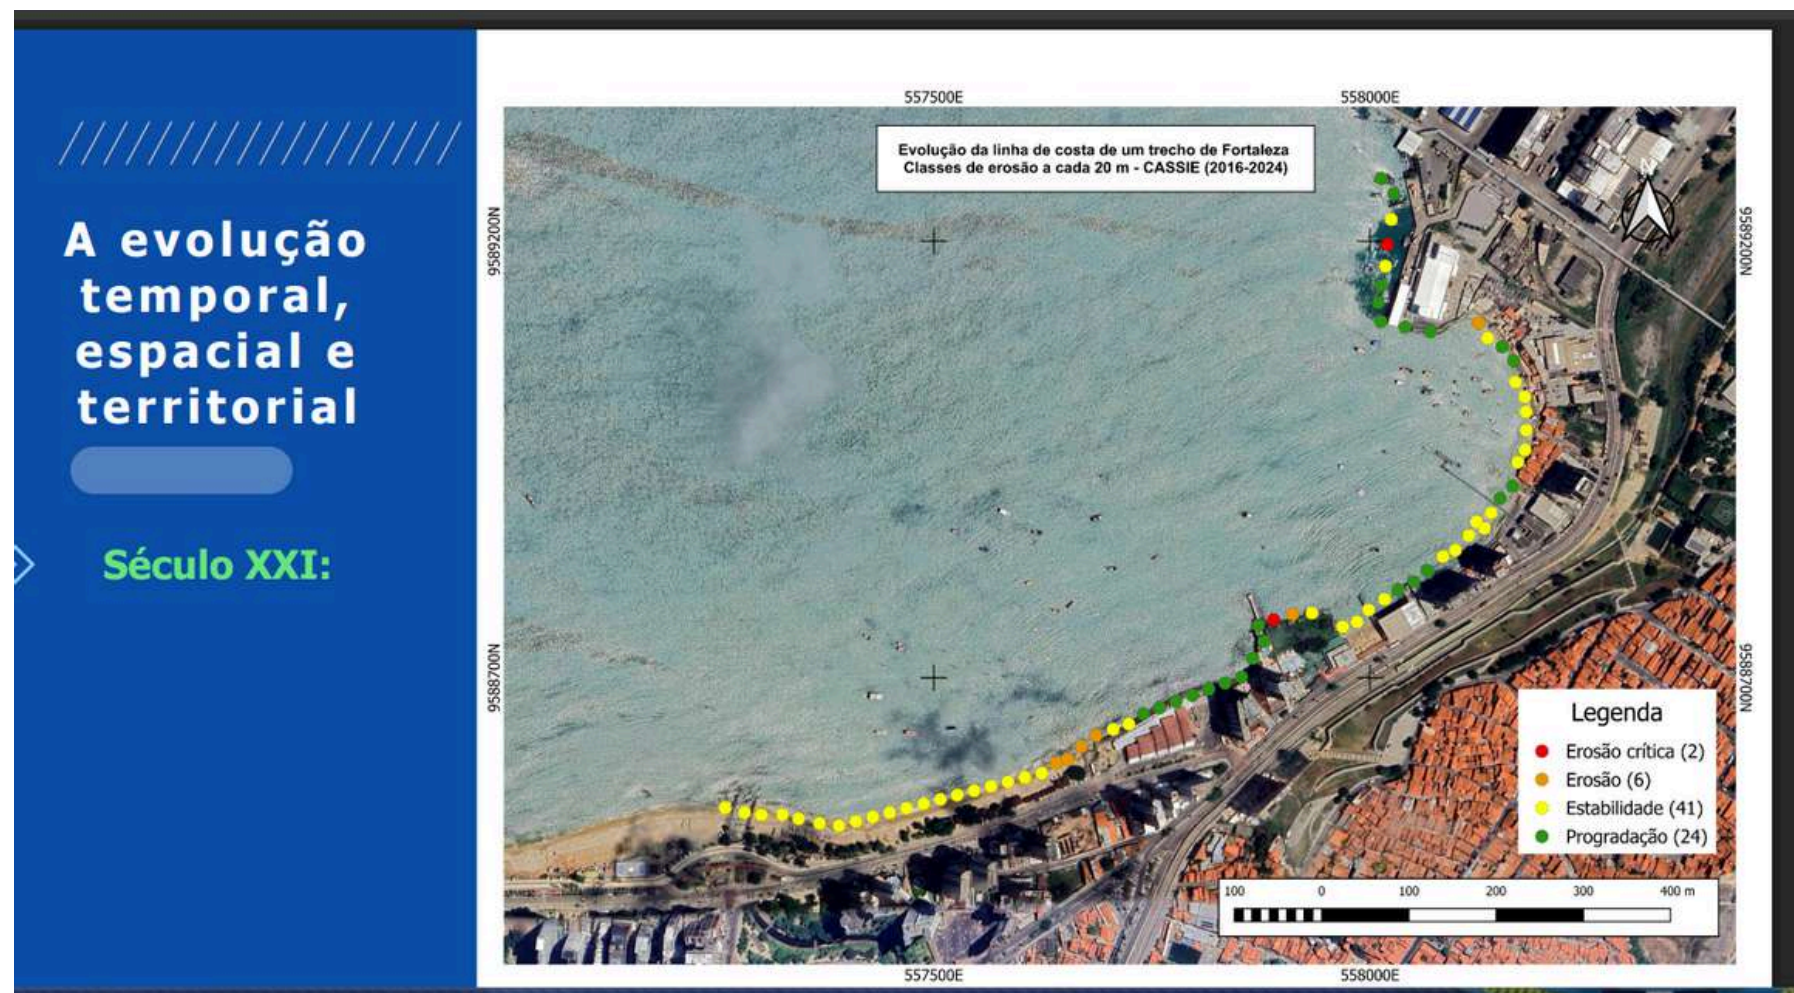 A evolução
temporal,
espacial e
territorial
Século XXI:
557500E
558000E
Evolução da linha de costa de um trecho de Fortaleza
Classes de erosão a cada 20 m - CASSIE (2016-2024)
N
9589200N
9589200N
9588700N
9588700N
Legenda
Erosão crítica (2)
Erosão (6)
Estabilidade (41)
Progradação (24)
100 0 100 200 300 400 m
557500E
558000E